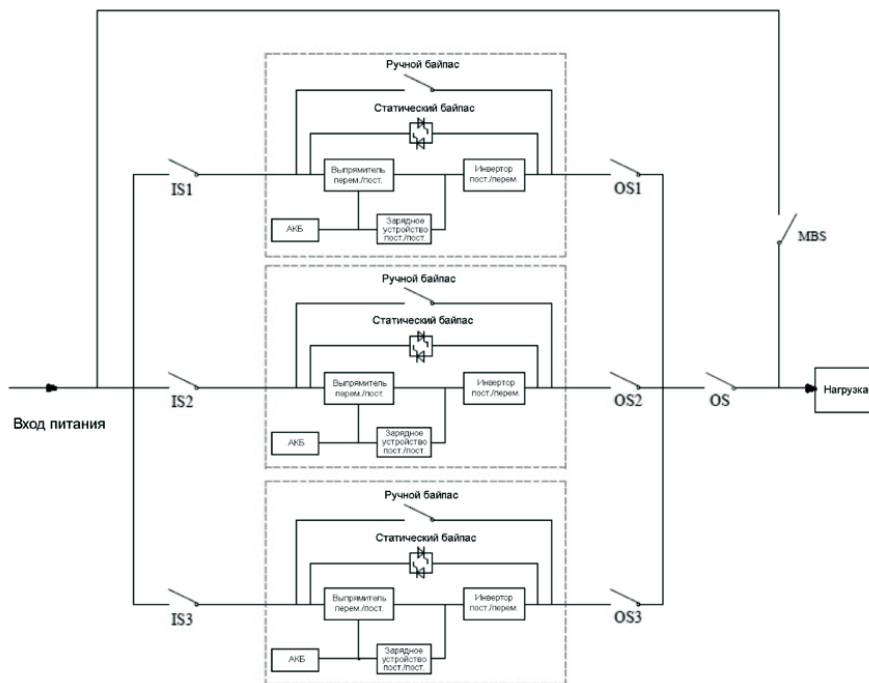 Ручной байпас
Статический байпас
Выпрямитель
перем./пост.
Инвертор
пост./перем.
IS1
OS1
АКБ
Зарядное
устройство
пост./пост.
MBS
Ручной байпас
Статический байпас
Выпрямитель
перем./пост.
Инвертор
пост./перем.
IS2
OS2
OS
Нагрузка
Вход питания
АКБ
Зарядное
устройство
пост./пост.
Ручной байпас
Статический байпас
Выпрямитель
перем./пост.
Инвертор
пост./перем.
IS3
OS3
АКБ
Зарядное
устройство
пост./пост.